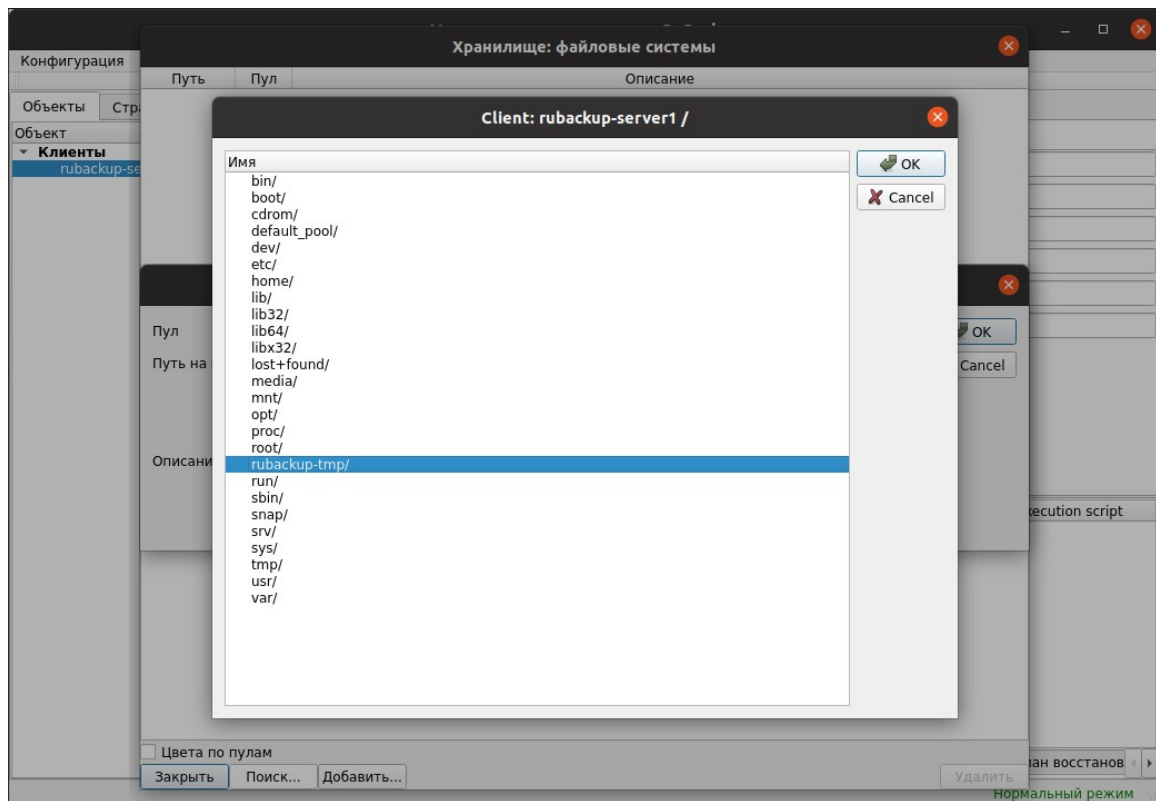 Хранилище: файловые системы
Конфигурация
Путь Пул Описание
Объекты Стр
Объект
Клиенты
rubackup-se
Client: rubackup-server1 /
Имя
bin/
boot/
cdrom/
default_pool/
dev/
etc/
home/
lib/
lib32/
lib64/
libx32/
lost+found/
media/
mnt/
opt/
proc/
root/
rubackup-tmp/
run/
sbin/
snap/
srv/
sys/
tmp/
usr/
var/
OK
Cancel
Пул
OK
Путь на
Cancel
Описани
xecution script
Цвета по пулам
Закрыть Поиск... Добавить... Удалить
лан восстанов
Нормальный режим